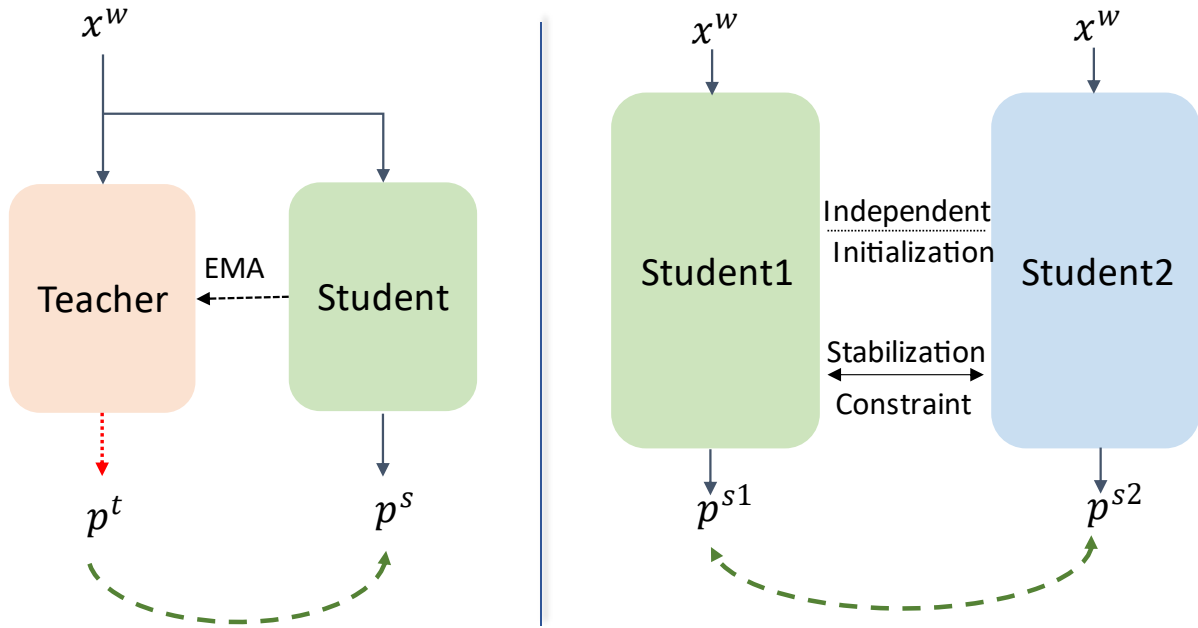 x^w
EMA
Teacher
Student
p^t
p^s
x^w
x^w
Independent
Initialization
Student1
Student2
Stabilization
Constraint
p^{s1}
p^{s2}